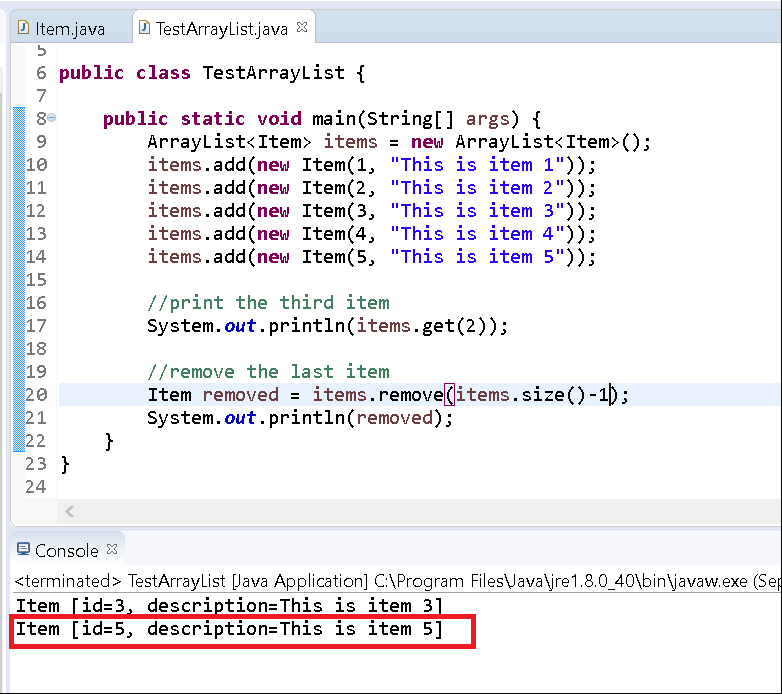 Item.java TestArrayList.java
5
6 public class TestArrayList {
7
8 public static void main(String[] args) {
9 ArrayList<Item> items = new ArrayList<Item>();
10 items.add(new Item(1, "This is item 1"));
11 items.add(new Item(2, "This is item 2"));
12 items.add(new Item(3, "This is item 3"));
13 items.add(new Item(4, "This is item 4"));
14 items.add(new Item(5, "This is item 5"));
15
16 //print the third item
17 System.out.println(items.get(2));
18
19 //remove the last item
20 Item removed = items.remove(items.size()-1);
21 System.out.println(removed);
22 }
23 }
24
Console
<terminated> TestArrayList [Java Application] C:\Program Files\Java\jre1.8.0_40\bin\javaw.exe (Sep
Item [id=3, description=This is item 3]
Item [id=5, description=This is item 5]